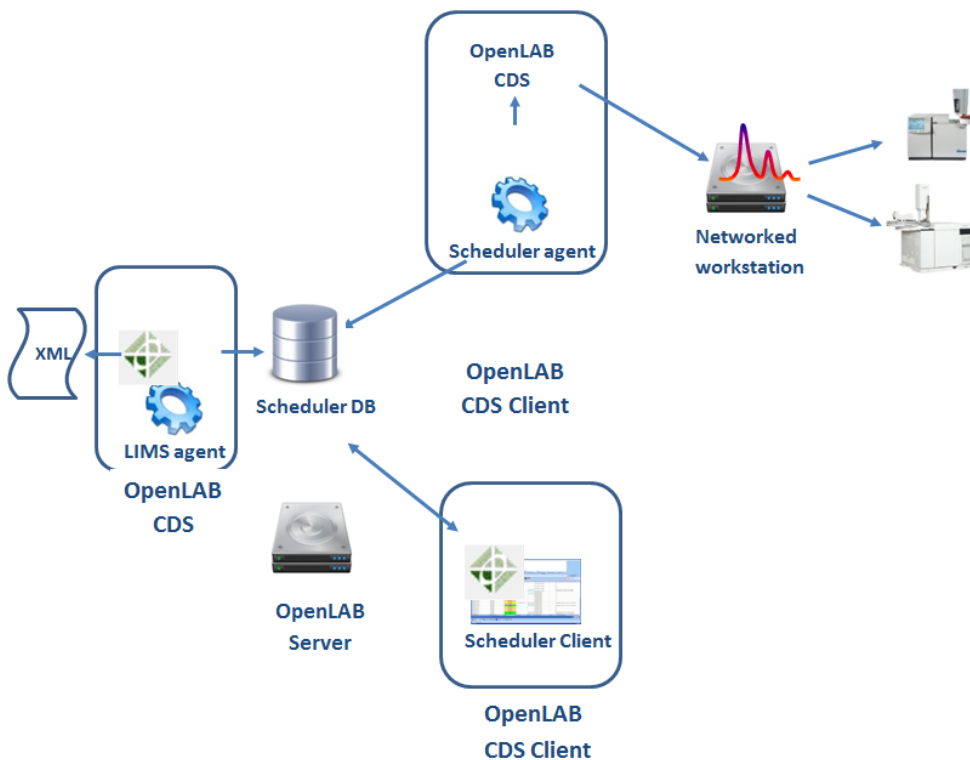 OpenLAB
CDS
Scheduler agent
Networked
workstation
XML
LIMS agent
OpenLAB
CDS
Scheduler DB
OpenLAB
CDS Client
OpenLAB
Server
Scheduler Client
OpenLAB
CDS Client